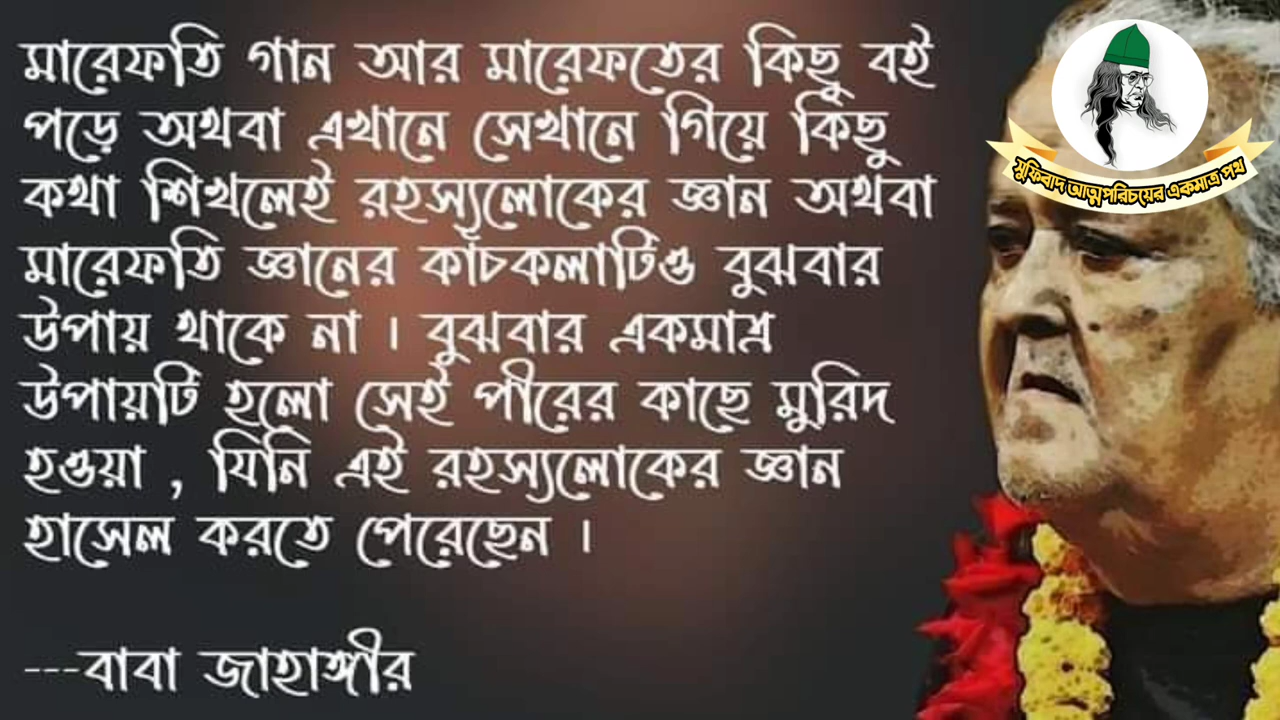 মারেফতি গান আর মারেফতের কিছু বই
পড়ে অথবা এখানে সেখানে গিয়ে কিছু
কথা শিখলেই রহস্যলোকের জ্ঞান অথবা
মারেফতি জ্ঞানের কাঁচকলাটিও বুঝবার
উপায় থাকে না । বুঝবার একমাত্র
উপায়টি হলো সেই পীরের কাছে মুরিদ
হওয়া , যিনি এই রহস্যলোকের জ্ঞান
হাসেল করতে পেরেছেন ।
---বাবা জাহাঙ্গীর
সুফিবাদ আত্মপরিচয়ের একমাত্র পথ